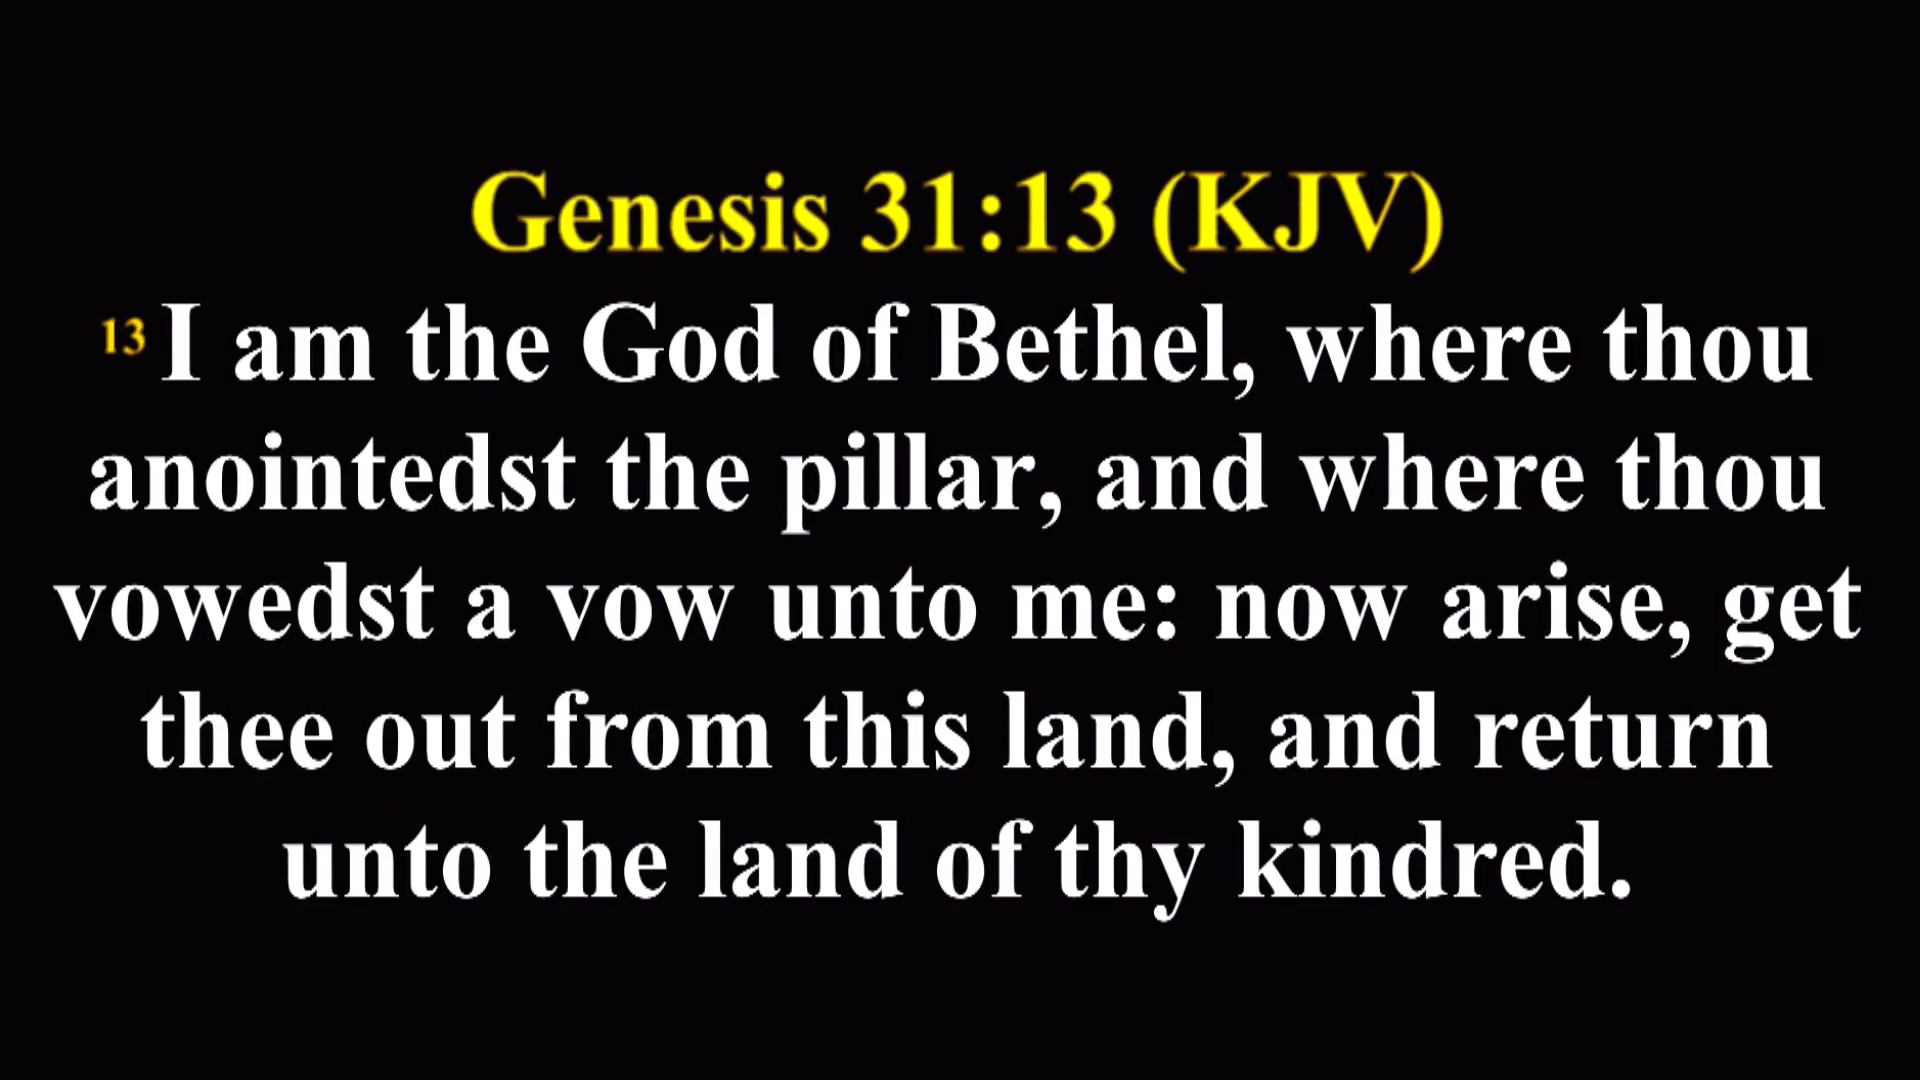 Genesis 31:13 (KJV)
13 I am the God of Bethel, where thou
anointedst the pillar, and where thou
vowedst a vow unto me: now arise, get
thee out from this land, and return
unto the land of thy kindred.